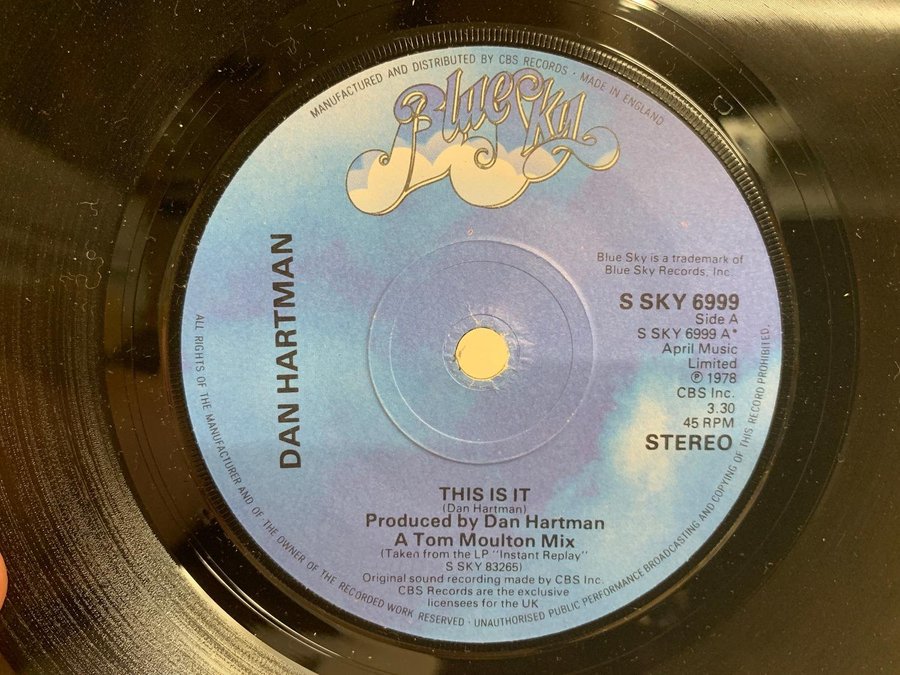 MANUFACTURED AND DISTRIBUTED BY CBS RECORDS · MADE IN ENGLAND
Blue Sky
DAN HARTMAN
Blue Sky is a trademark of
Blue Sky Records, Inc.
S SKY 6999
Side A
S SKY 6999 A*
April Music
Limited
℗ 1978
CBS Inc.
3.30
45 RPM
STEREO
THIS IS IT
(Dan Hartman)
Produced by Dan Hartman
A Tom Moulton Mix
(Taken from the LP "Instant Replay"
S SKY 83265)
Original sound recording made by CBS Inc.
CBS Records are the exclusive
licensees for the UK
ALL RIGHTS OF THE MANUFACTURER AND OF THE OWNER OF THE RECORDED WORK RESERVED · UNAUTHORISED PUBLIC PERFORMANCE BROADCASTING AND COPYING OF THIS RECORD PROHIBITED.